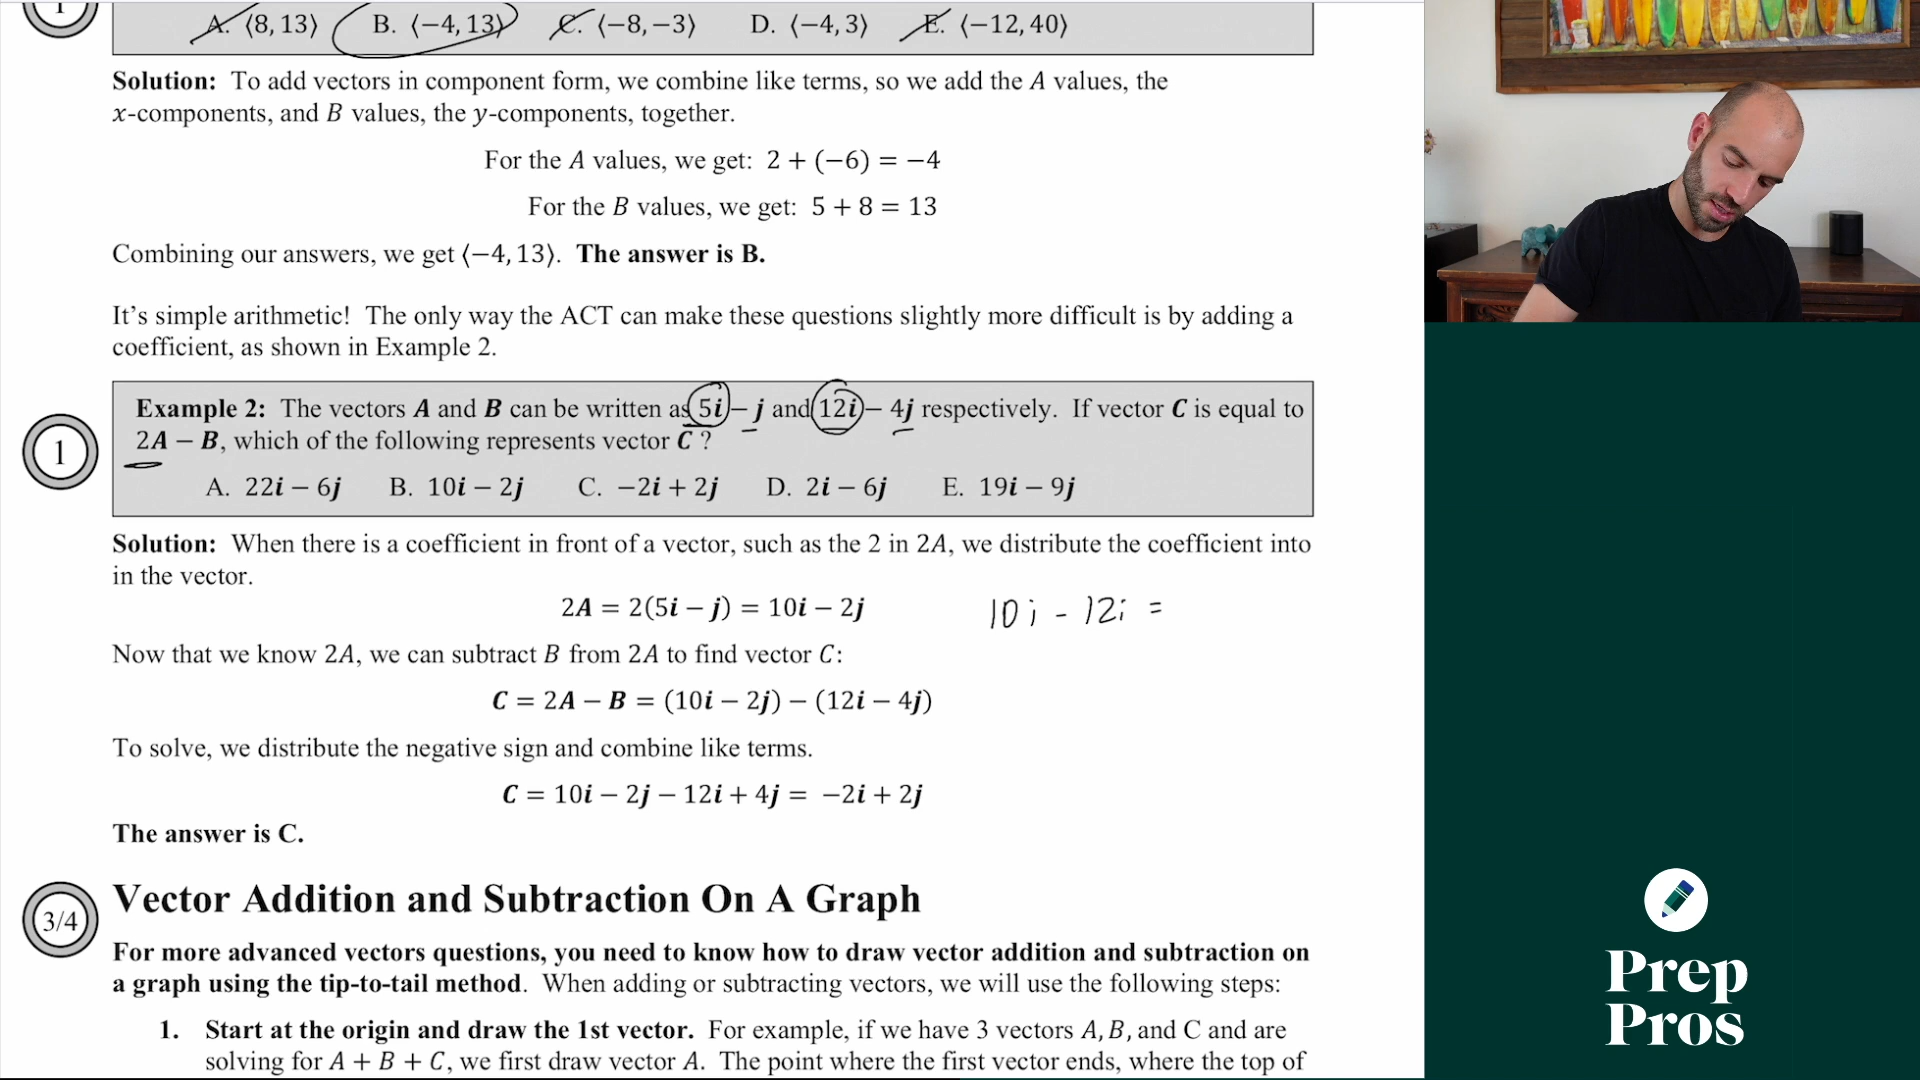 1
A. ⟨8, 13⟩ B. ⟨−4, 13⟩ C. ⟨−8, −3⟩ D. ⟨−4, 3⟩ E. ⟨−12, 40⟩
Solution: To add vectors in component form, we combine like terms, so we add the A values, the
x-components, and B values, the y-components, together.
For the A values, we get: 2 + (−6) = −4
For the B values, we get: 5 + 8 = 13
Combining our answers, we get ⟨−4, 13⟩. The answer is B.
It's simple arithmetic! The only way the ACT can make these questions slightly more difficult is by adding a
coefficient, as shown in Example 2.
Example 2: The vectors A and B can be written as 5i − j and 12i − 4j respectively. If vector C is equal to
1
2A − B, which of the following represents vector C ?
A. 22i − 6j B. 10i − 2j C. −2i + 2j D. 2i − 6j E. 19i − 9j
Solution: When there is a coefficient in front of a vector, such as the 2 in 2A, we distribute the coefficient into
in the vector.
2A = 2(5i − j) = 10i − 2j
10i - 12i =
Now that we know 2A, we can subtract B from 2A to find vector C:
C = 2A − B = (10i − 2j) − (12i − 4j)
To solve, we distribute the negative sign and combine like terms.
C = 10i − 2j − 12i + 4j = −2i + 2j
The answer is C.
3/4
Vector Addition and Subtraction On A Graph
For more advanced vectors questions, you need to know how to draw vector addition and subtraction on
a graph using the tip-to-tail method. When adding or subtracting vectors, we will use the following steps:
1. Start at the origin and draw the 1st vector. For example, if we have 3 vectors A, B, and C and are
solving for A + B + C, we first draw vector A. The point where the first vector ends, where the top of
Prep
Pros